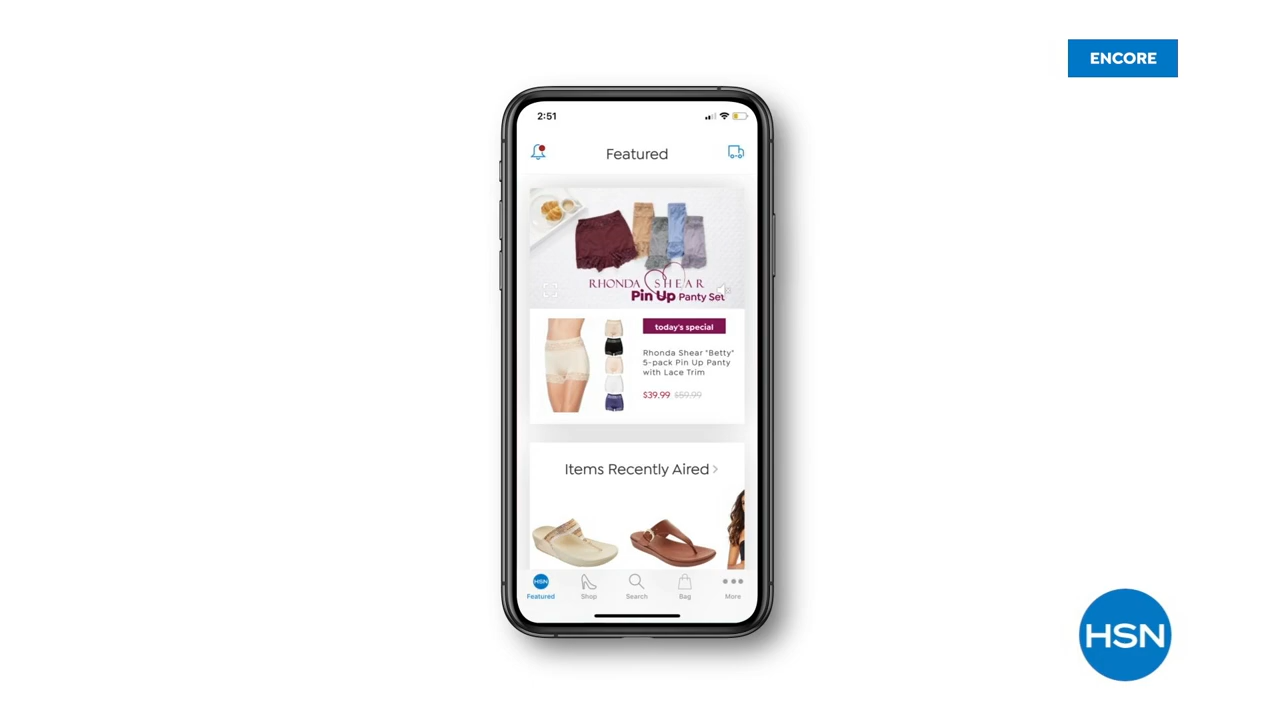 ENCORE
2:51
Featured
RHONDA SHEAR
Pin Up Panty Set
today's special
Rhonda Shear "Betty"
5-pack Pin Up Panty
with Lace Trim
$39.99 $59.99
Items Recently Aired >
HSN
Featured Shop Search Bag More
HSN